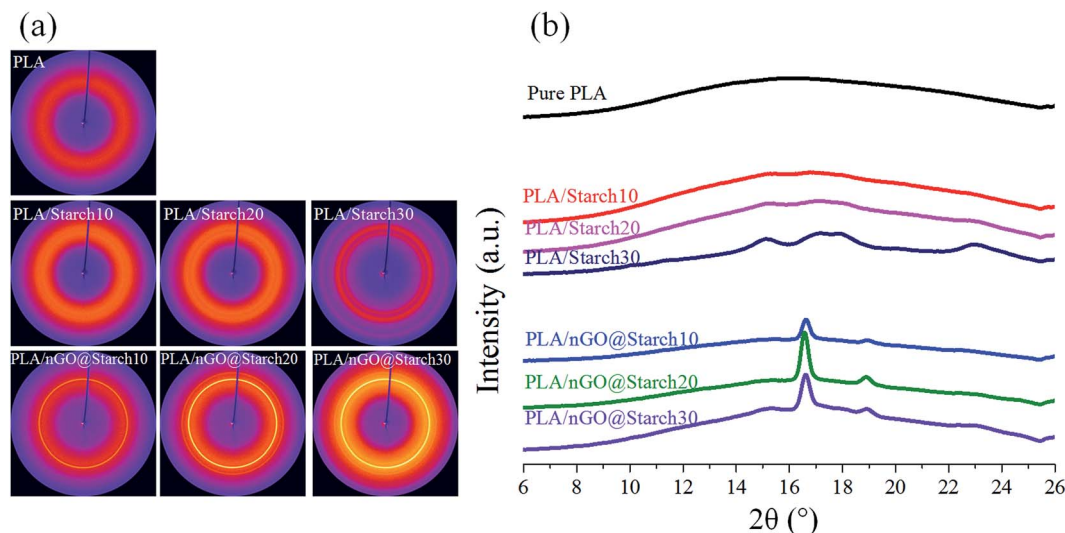 (a)
PLA
PLA/Starch10 PLA/Starch20 PLA/Starch30
PLA/nGO@Starch10 PLA/nGO@Starch20 PLA/nGO@Starch30
(b)
Intensity (a.u.)
Pure PLA
PLA/Starch10
PLA/Starch20
PLA/Starch30
PLA/nGO@Starch10
PLA/nGO@Starch20
PLA/nGO@Starch30
6 8 10 12 14 16 18 20 22 24 26
2θ (°)